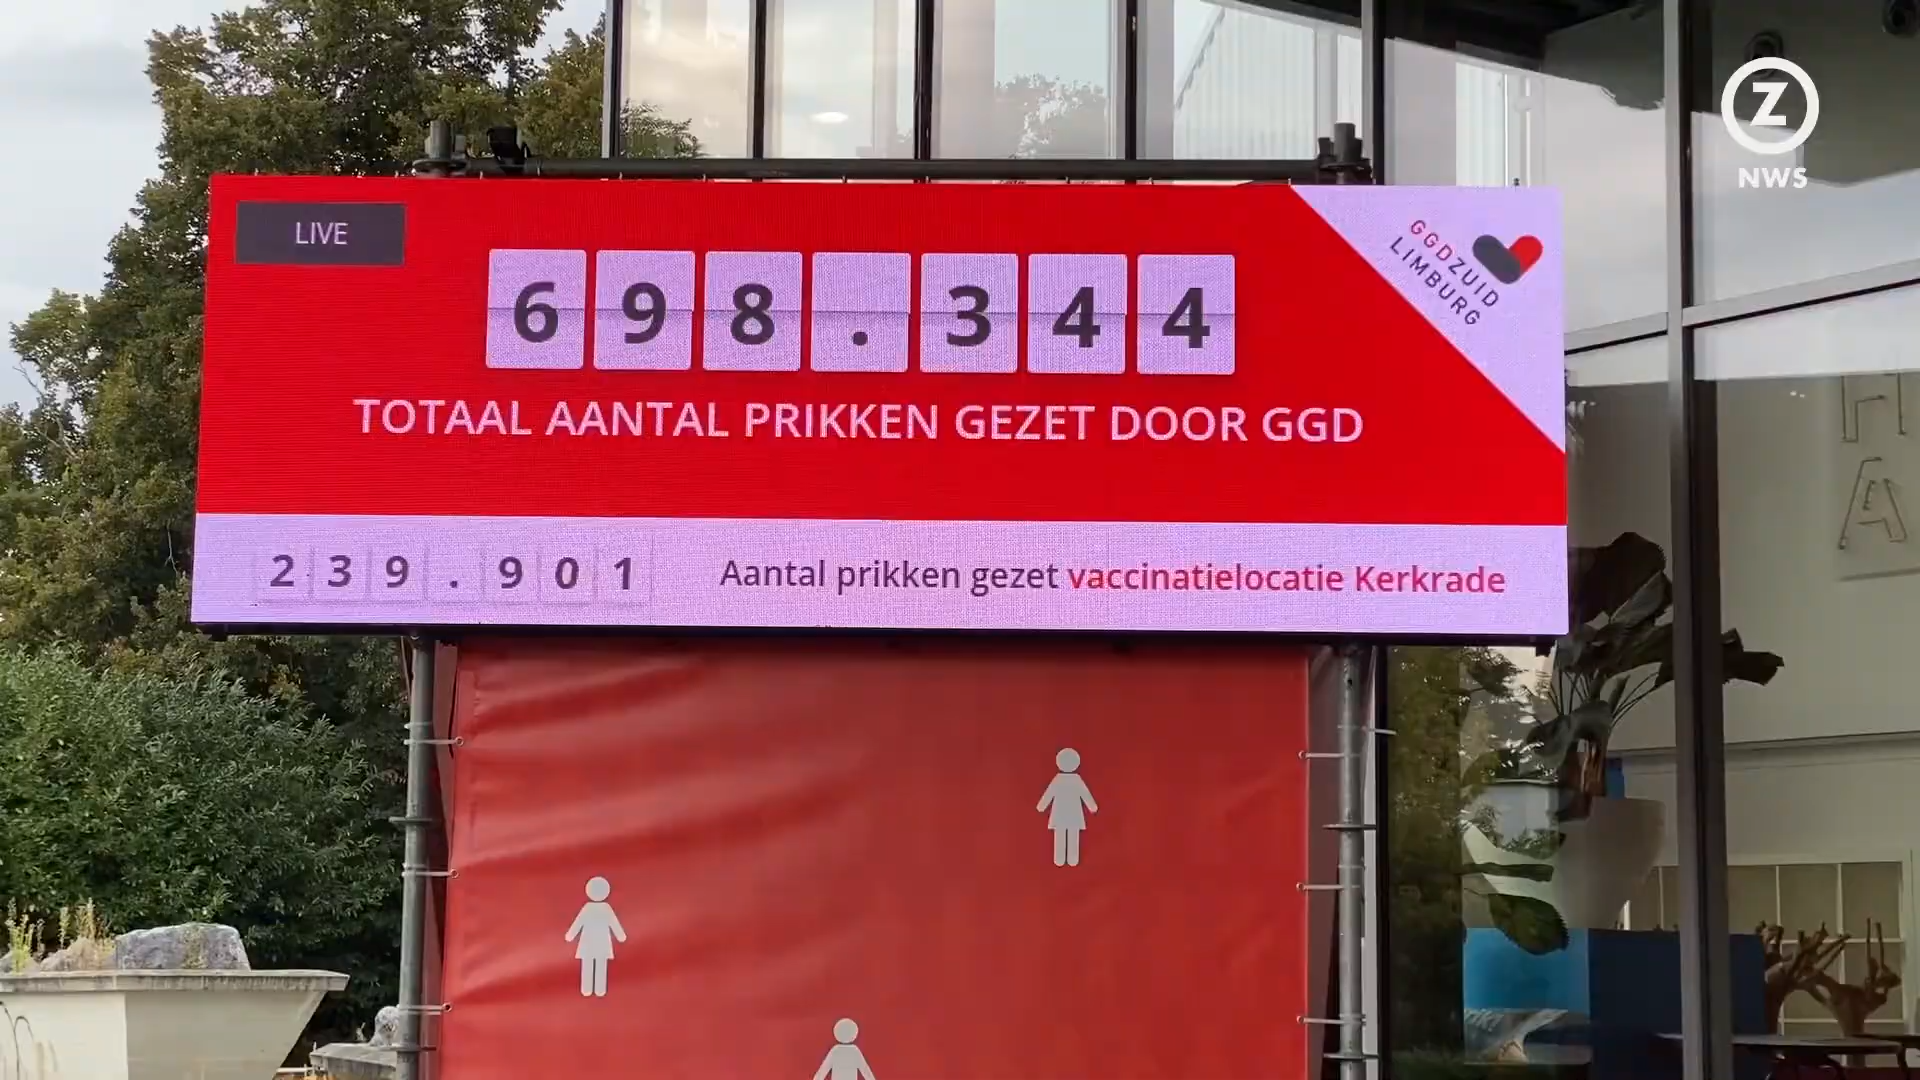 Z
NWS
LIVE
698.344
GGDZUID
LIMBURG
TOTAAL AANTAL PRIKKEN GEZET DOOR GGD
239.901
Aantal prikken gezet vaccinatielocatie Kerkrade